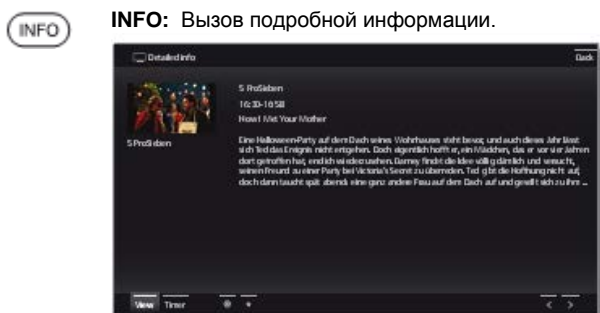 INFO
INFO: Вызов подробной информации.
Detailed info
Back
5 ProSieben
16:30-16:58
How I Met Your Mother
5 ProSieben
Eine Halloween-Party auf dem Dach seines Wohnhauses steht bevor, und auch dieses Jahr lässt
sich Ted das Ereignis nicht entgehen. Doch eigentlich hofft er, ein Mädchen, das er vor vier Jahren
dort getroffen hat, endlich wiederzusehen. Barney findet die Idee völlig dämlich und versucht,
seinen Freund zu einer Party bei Victoria's Secret zu überreden. Ted gibt die Hoffnung nicht auf,
doch dann taucht spät abends eine ganz andere Frau auf dem Dach auf und gesellt sich zu ihm ...
View Timer